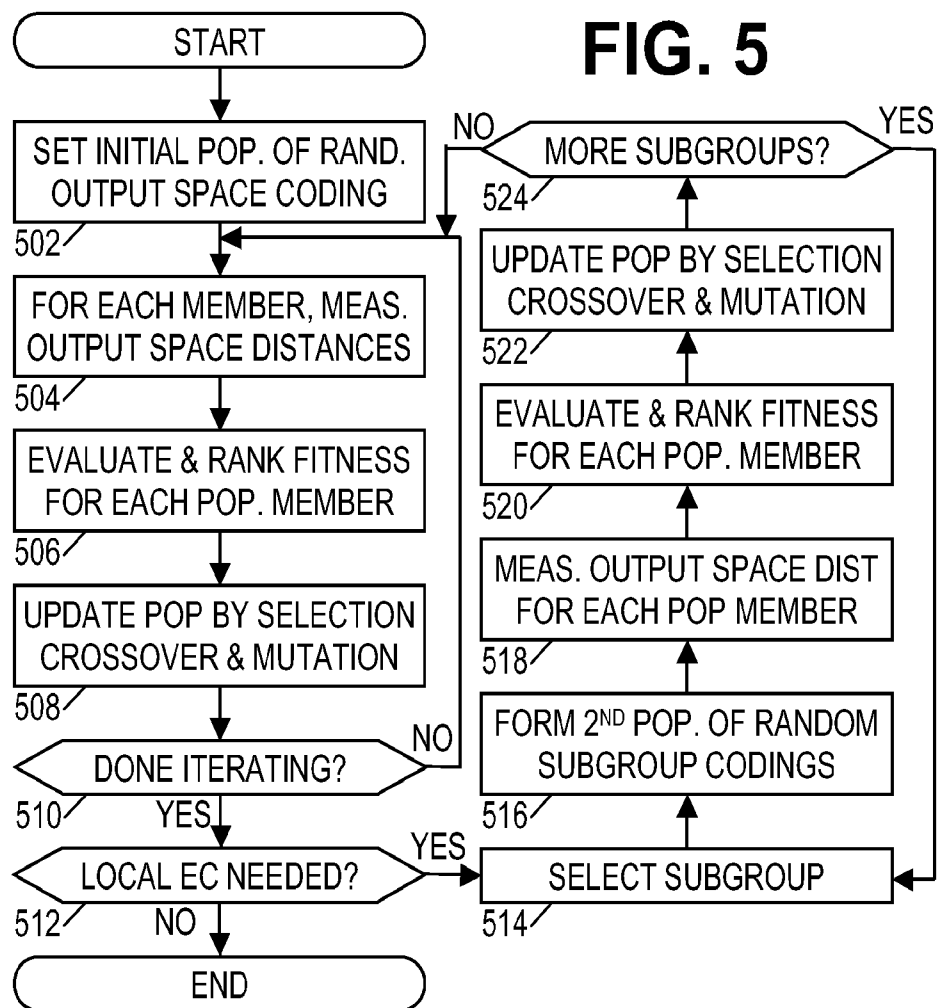 FIG. 5
START
SET INITIAL POP. OF RAND.
OUTPUT SPACE CODING
502
FOR EACH MEMBER, MEAS.
OUTPUT SPACE DISTANCES
504
EVALUATE & RANK FITNESS
FOR EACH POP. MEMBER
506
UPDATE POP BY SELECTION
CROSSOVER & MUTATION
508
DONE ITERATING?
NO
510
YES
LOCAL EC NEEDED?
YES
512
NO
END
NO
MORE SUBGROUPS?
YES
524
UPDATE POP BY SELECTION
CROSSOVER & MUTATION
522
EVALUATE & RANK FITNESS
FOR EACH POP. MEMBER
520
MEAS. OUTPUT SPACE DIST
FOR EACH POP MEMBER
518
FORM 2ND POP. OF RANDOM
SUBGROUP CODINGS
516
SELECT SUBGROUP
514